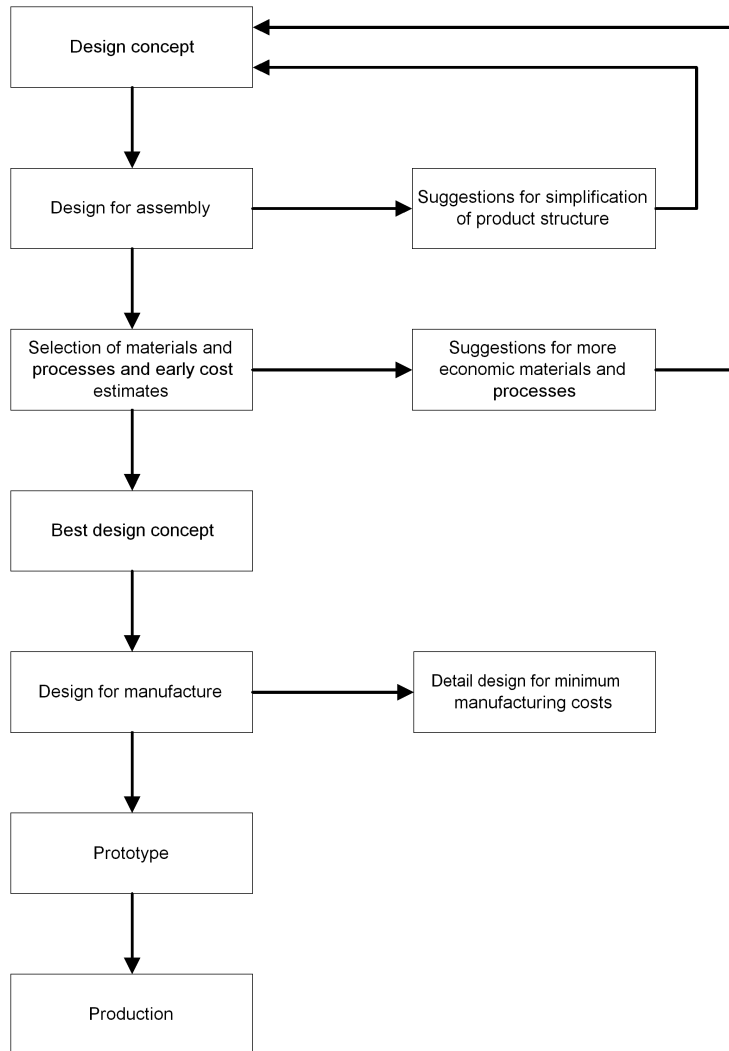 Design concept
Design for assembly
Suggestions for simplification
of product structure
Selection of materials and
processes and early cost
estimates
Suggestions for more
economic materials and
processes
Best design concept
Design for manufacture
Detail design for minimum
manufacturing costs
Prototype
Production